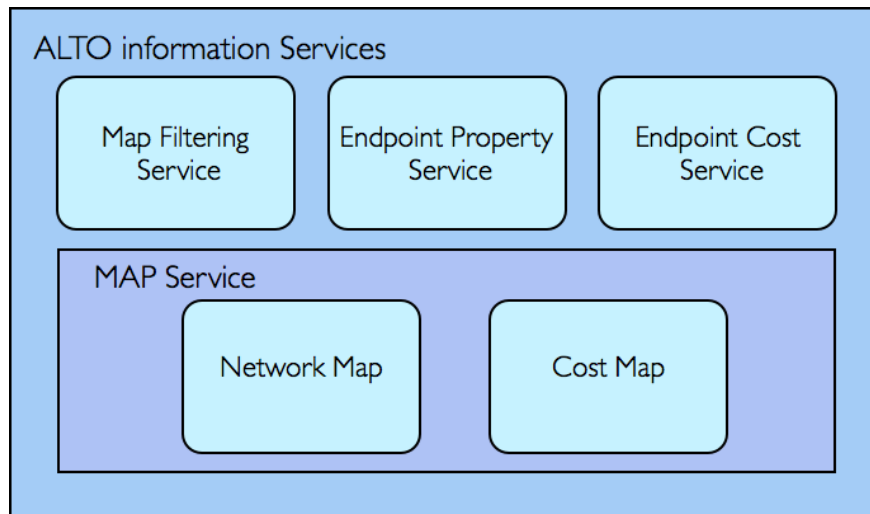 ALTO information Services
Map Filtering
Service
Endpoint Property
Service
Endpoint Cost
Service
MAP Service
Network Map
Cost Map